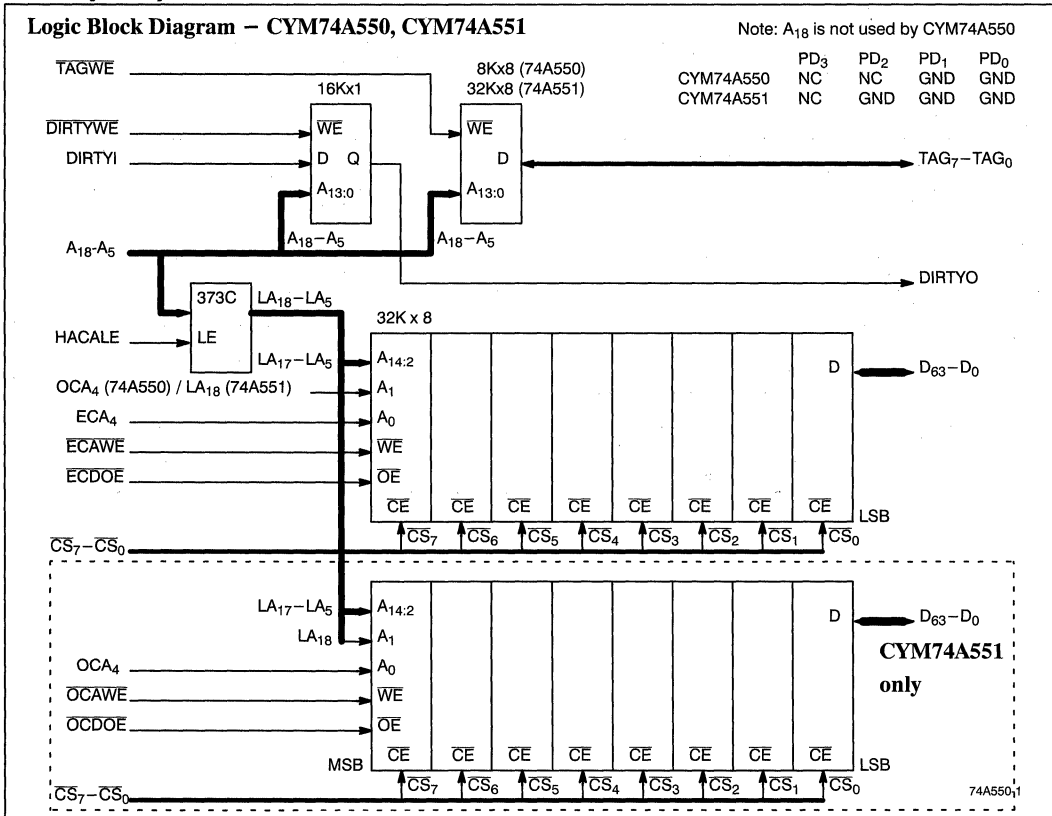 Logic Block Diagram – CYM74A550, CYM74A551
Note: A18 is not used by CYM74A550
PD3 PD2 PD1 PD0
CYM74A550 NC NC GND GND
CYM74A551 NC GND GND GND
TAGWE
8Kx8 (74A550)
16Kx1
32Kx8 (74A551)
DIRTYWE
WE
WE
DIRTYI
D Q
D
TAG7–TAG0
A13:0
A13:0
A18-A5
A18–A5
A18–A5
DIRTYO
373C
LA18–LA5
32K x 8
HACALE
LE
LA17–LA5
A14:2
D
D63–D0
OCA4 (74A550) / LA18 (74A551)
A1
ECA4
A0
ECAWE
WE
ECDOE
OE
CE CE CE CE CE CE CE CE
LSB
CS7 CS6 CS5 CS4 CS3 CS2 CS1 CS0
CS7–CS0
LA17–LA5
A14:2
D
D63–D0
LA18
A1
CYM74A551
only
OCA4
A0
OCAWE
WE
OCDOE
OE
MSB
CE CE CE CE CE CE CE CE
LSB
CS7 CS6 CS5 CS4 CS3 CS2 CS1 CS0
CS7–CS0
74A550,1